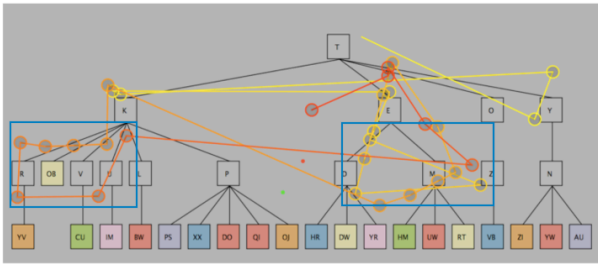 T
K E O Y
R OB V U L P D M Z N
YV CU IM BW PS XX DO QI OJ HR DW YR HM UW RT VB ZI YW AU